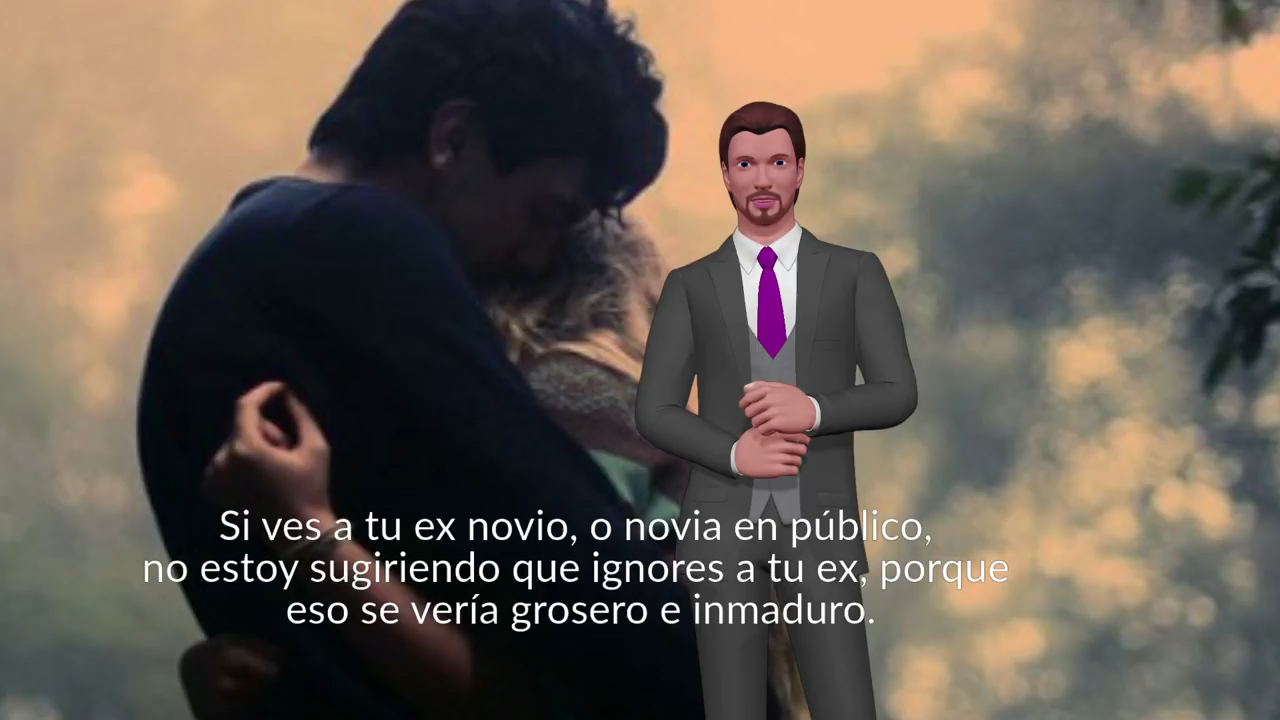 Si ves a tu ex novio, o novia en público,
no estoy sugiriendo que ignores a tu ex, porque
eso se vería grosero e inmaduro.